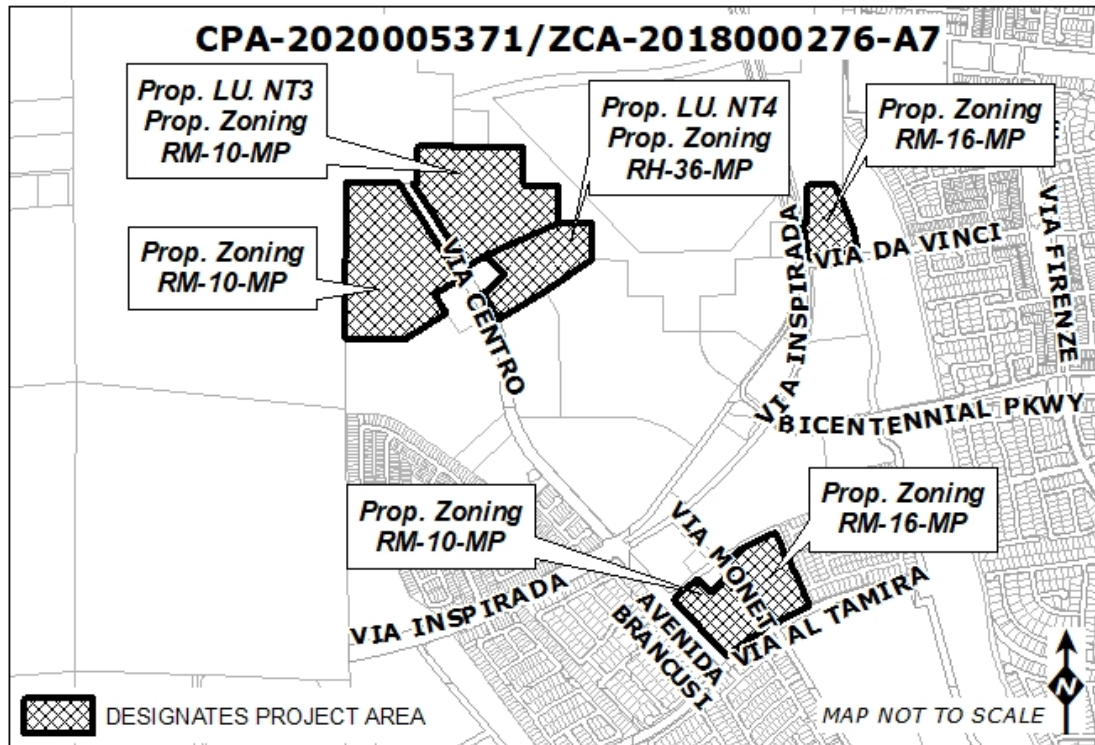 CPA-2020005371/ZCA-2018000276-A7
Prop. LU. NT3
Prop. Zoning
RM-10-MP
Prop. LU. NT4
Prop. Zoning
RH-36-MP
Prop. Zoning
RM-16-MP
Prop. Zoning
RM-10-MP
VIA CENTRO
VIA INSPIRADA
VIA DA VINCI
VIA FIRENZE
BICENTENNIAL PKWY
Prop. Zoning
RM-10-MP
Prop. Zoning
RM-16-MP
VIA MONET
VIA INSPIRADA
AVENIDA
BRANCUSI
VIA AL TAMIRA
DESIGNATES PROJECT AREA
MAP NOT TO SCALE
N